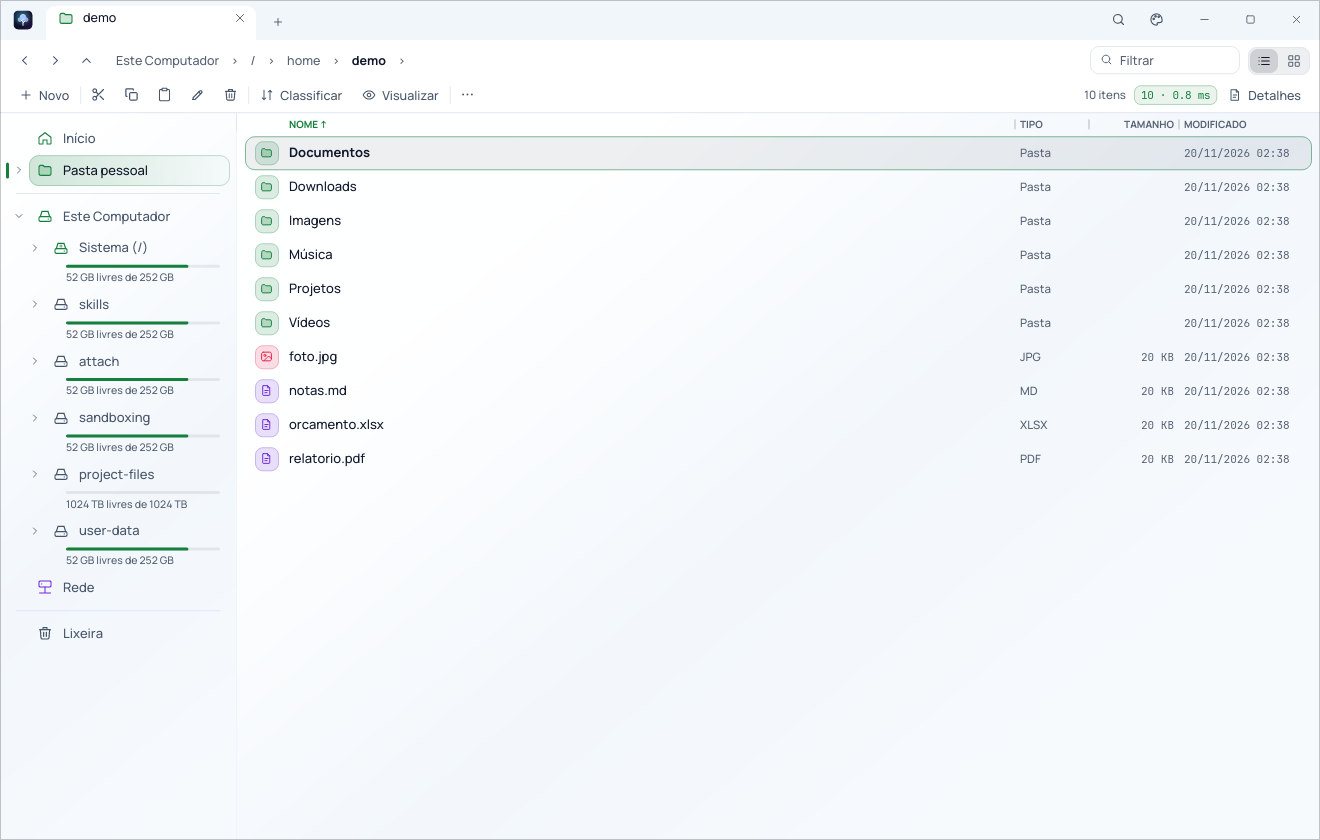 demo
Este Computador › / › home › demo ›
Filtrar
Novo
Classificar
Visualizar
10 itens
10 · 0.8 ms
Detalhes
Início
Pasta pessoal
Este Computador
Sistema (/)
52 GB livres de 252 GB
skills
52 GB livres de 252 GB
attach
52 GB livres de 252 GB
sandboxing
52 GB livres de 252 GB
project-files
1024 TB livres de 1024 TB
user-data
52 GB livres de 252 GB
Rede
Lixeira
NOME ↑ TIPO TAMANHO MODIFICADO
Documentos Pasta 20/11/2026 02:38
Downloads Pasta 20/11/2026 02:38
Imagens Pasta 20/11/2026 02:38
Música Pasta 20/11/2026 02:38
Projetos Pasta 20/11/2026 02:38
Vídeos Pasta 20/11/2026 02:38
foto.jpg JPG 20 KB 20/11/2026 02:38
notas.md MD 20 KB 20/11/2026 02:38
orcamento.xlsx XLSX 20 KB 20/11/2026 02:38
relatorio.pdf PDF 20 KB 20/11/2026 02:38